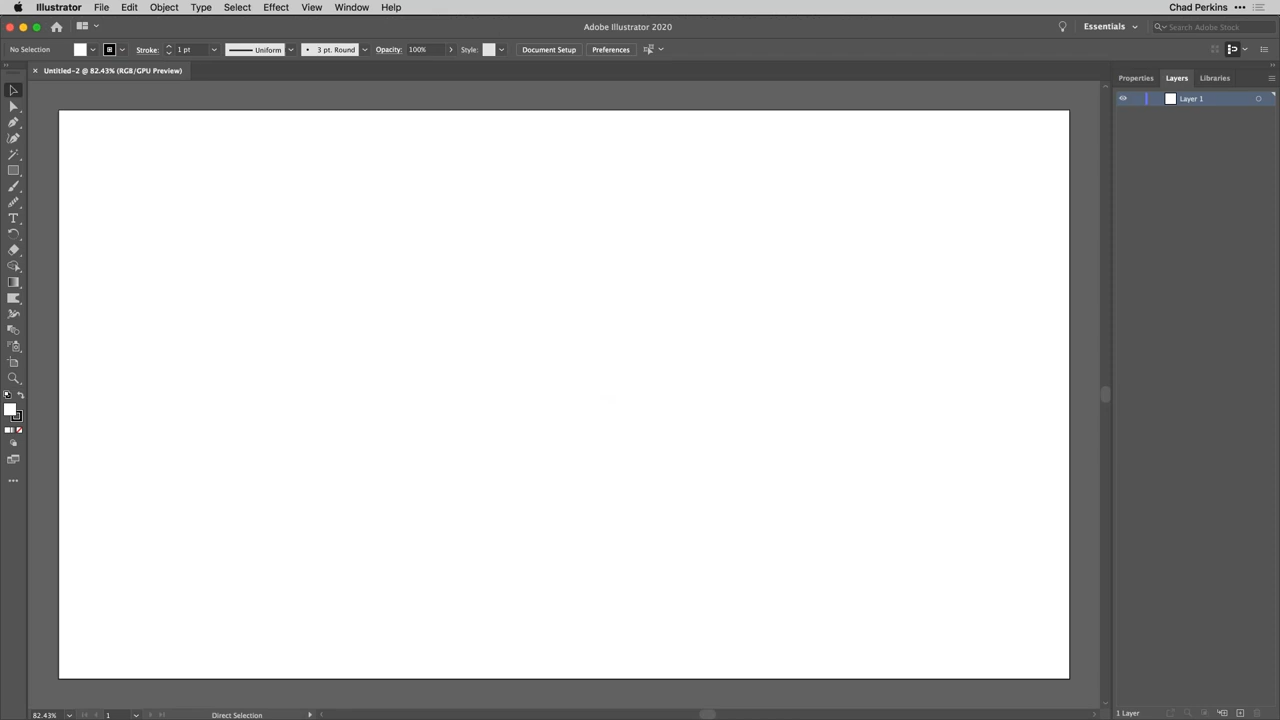 Illustrator File Edit Object Type Select Effect View Window Help Chad Perkins
Adobe Illustrator 2020 Essentials Search Adobe Stock
No Selection Stroke: 1 pt Uniform 3 pt. Round Opacity: 100% Style: Document Setup Preferences
Untitled-2 @ 82.43% (RGB/GPU Preview)
Properties Layers Libraries
Layer 1
82.43% 1 Direct Selection 1 Layer